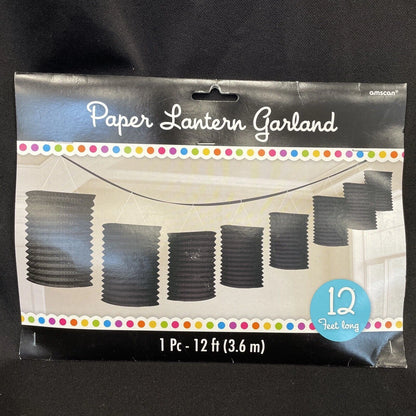 amscan®
Paper Lantern Garland
12
Feet long
1 Pc - 12 ft (3.6 m)